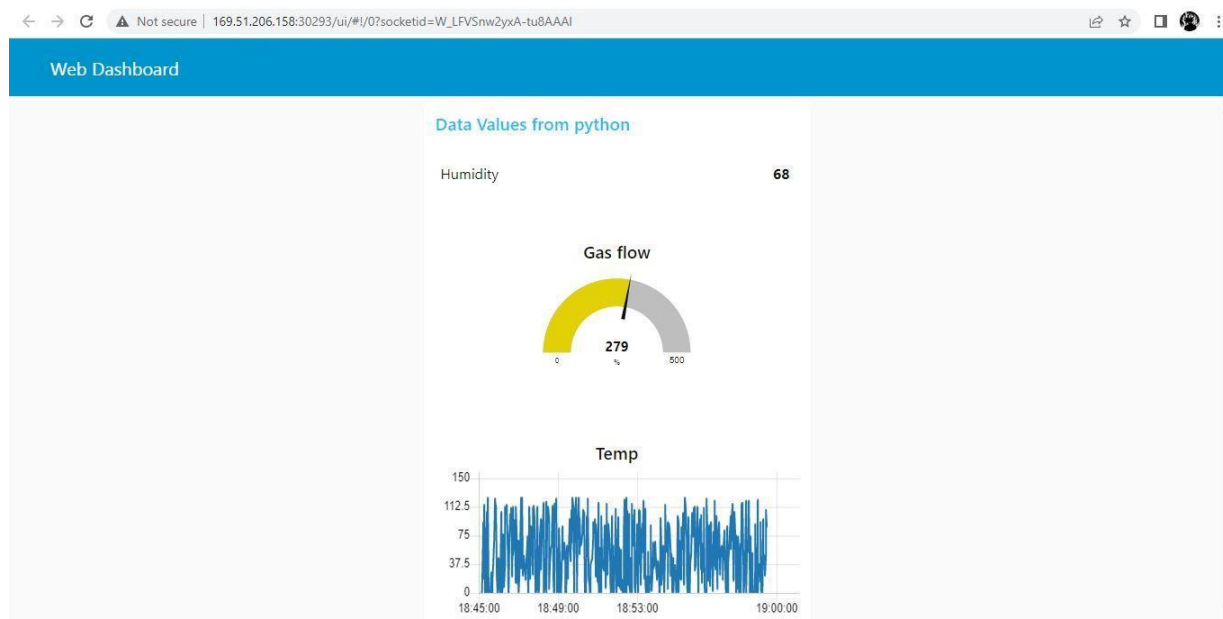 Not secure 169.51.206.158:30293/ui/#!/0?socketid=W_LFVSnw2yxA-tu8AAAI
Web Dashboard
Data Values from python
Humidity 68
Gas flow
279
0 % 500
Temp
150
112.5
75
37.5
0
18:45:00 18:49:00 18:53:00 19:00:00